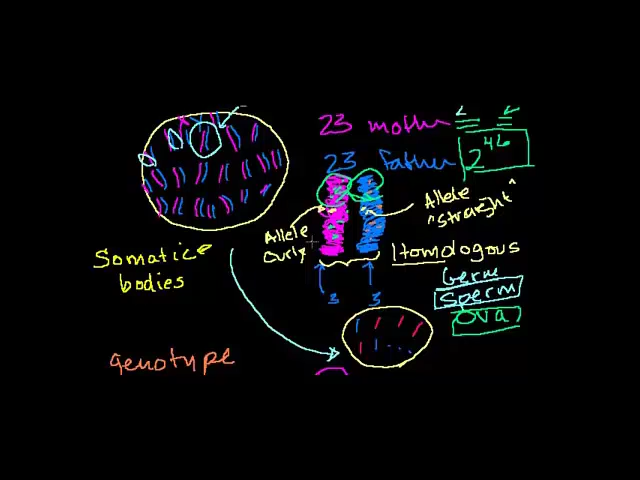 23 mother
2^46
23 father
Allele
"straight"
Allele
curly
Homologous
Somatic
bodies
Germ
Sperm
ova
3 3
genotype